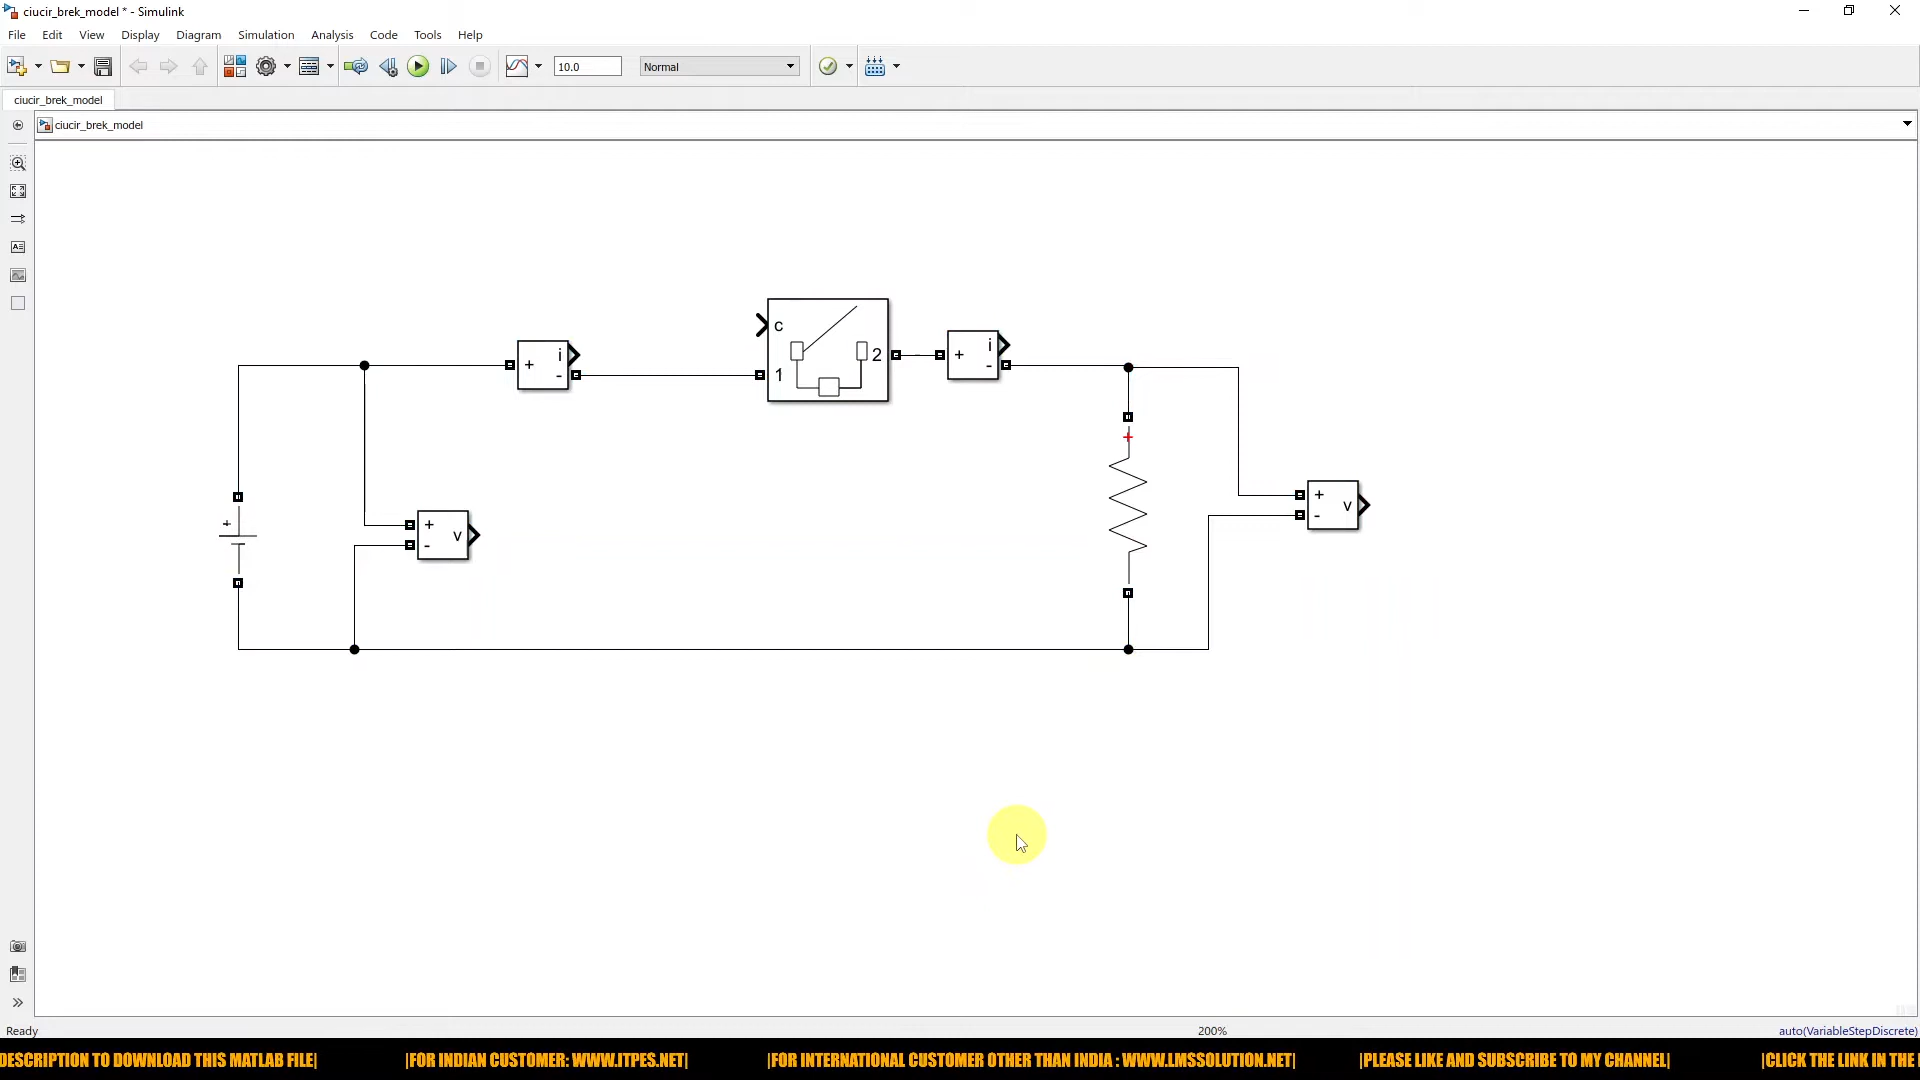 ciucir_brek_model * - Simulink
File Edit View Display Diagram Simulation Analysis Code Tools Help
10.0 Normal
ciucir_brek_model
ciucir_brek_model
c
1
2
+ i
-
+ i
-
+
+
+ v
-
+ v
-
Ready 200% auto(VariableStepDiscrete)
DESCRIPTION TO DOWNLOAD THIS MATLAB FILE| |FOR INDIAN CUSTOMER: WWW.ITPES.NET| |FOR INTERNATIONAL CUSTOMER OTHER THAN INDIA : WWW.LMSSOLUTION.NET| |PLEASE LIKE AND SUBSCRIBE TO MY CHANNEL| |CLICK THE LINK IN THE